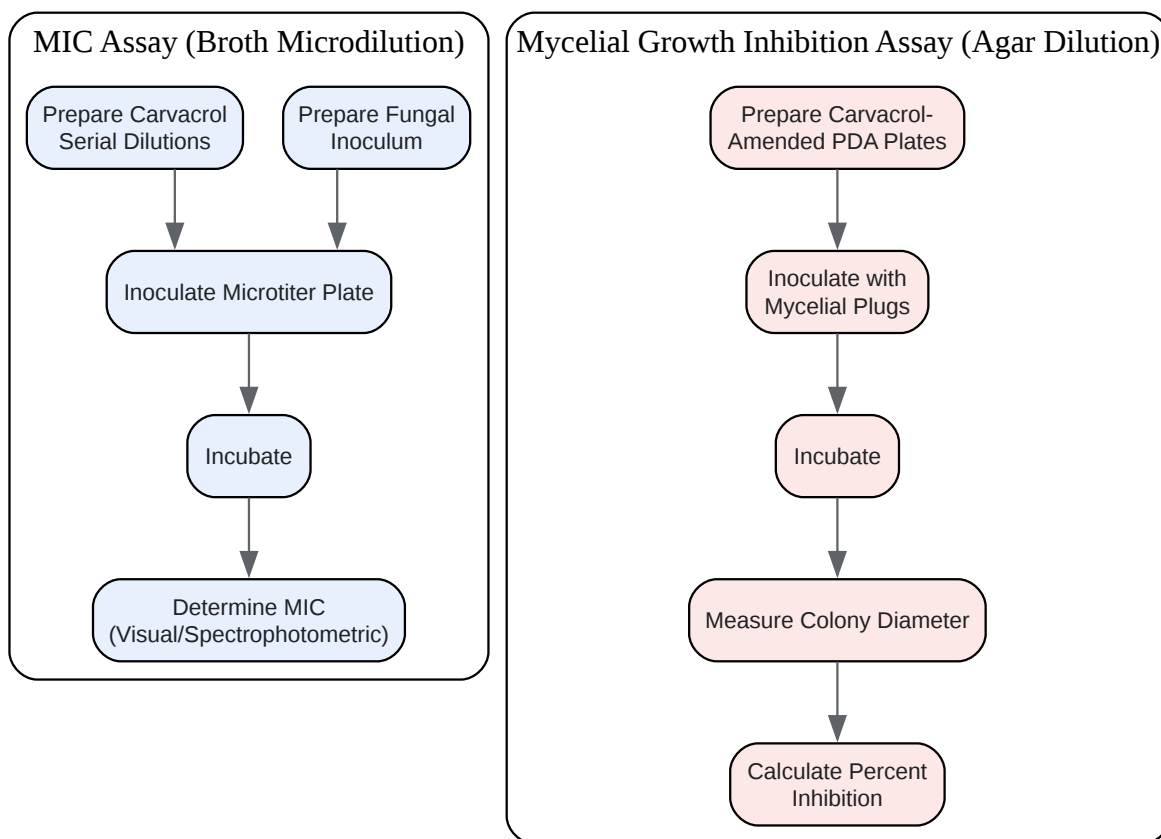 MIC Assay (Broth Microdilution)
Prepare Carvacrol
Serial Dilutions
Prepare Fungal
Inoculum
Inoculate Microtiter Plate
Incubate
Determine MIC
(Visual/Spectrophotometric)
Mycelial Growth Inhibition Assay (Agar Dilution)
Prepare Carvacrol-
Amended PDA Plates
Inoculate with
Mycelial Plugs
Incubate
Measure Colony Diameter
Calculate Percent
Inhibition